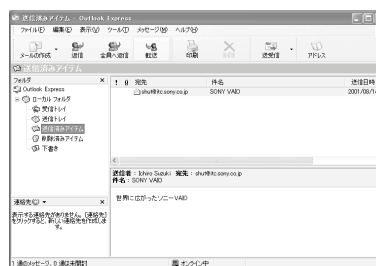 送信済みアイテム - Outlook Express
ファイル(F) 編集(E) 表示(V) ツール(T) メッセージ(M) ヘルプ(H)
メールの作成 返信 全員へ返信 転送 印刷 削除 送受信 アドレス
送信済みアイテム
フォルダ ×
Outlook Express
ローカル フォルダ
受信トレイ
送信トレイ
送信済みアイテム
削除済みアイテム
下書き
! 宛先 件名 送信日時
shut@tc.sony.co.jp SONY VAIO 2001/08/14
送信者: Ichiro Suzuki 宛先: shut@tc.sony.co.jp
件名: SONY VAIO
世界に広がったソニーVAIO
連絡先(C) ▼ ×
表示する連絡先がありません。[連絡先]
をクリックすると、新しい連絡先を作成しま
す。
1 通のメッセージ、0 通は未開封 オンライン中